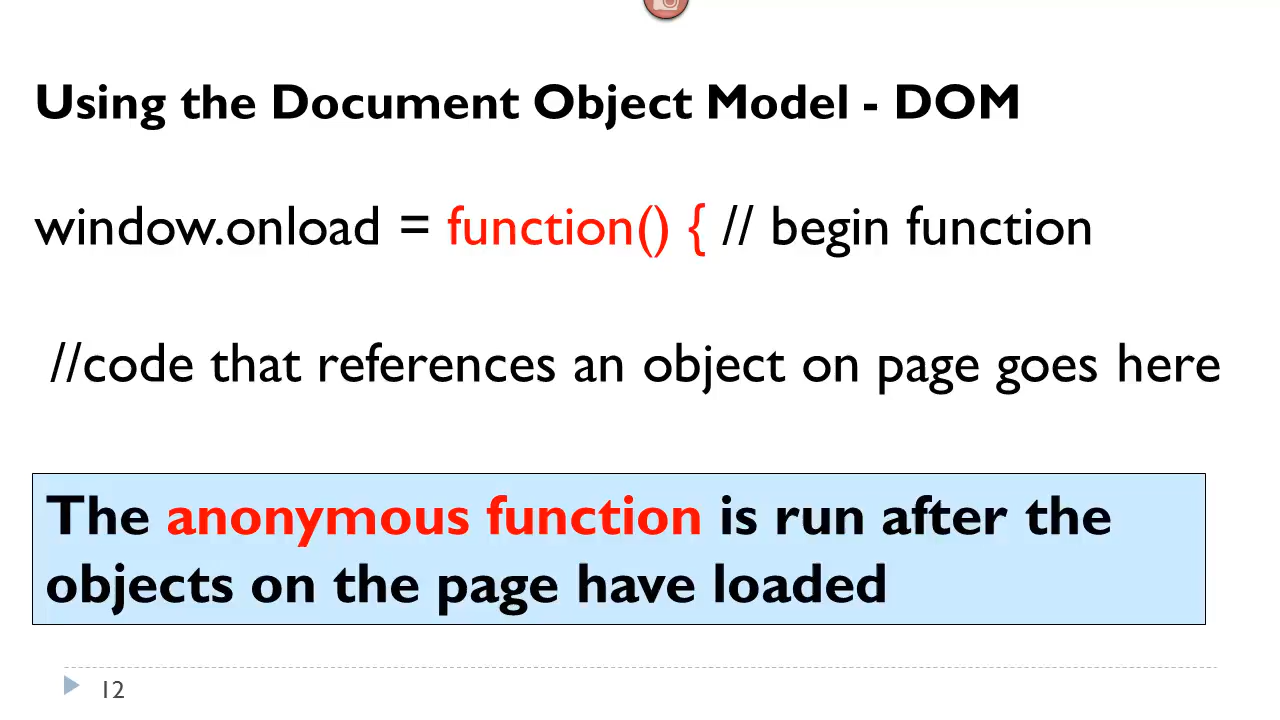 Using the Document Object Model - DOM
window.onload = function() { // begin function
//code that references an object on page goes here
The anonymous function is run after the
objects on the page have loaded
12